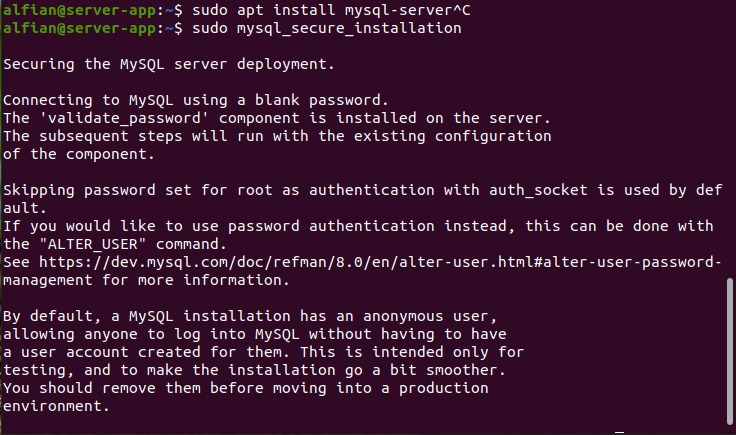 alfian@server-app:~$ sudo apt install mysql-server^C
alfian@server-app:~$ sudo mysql_secure_installation
Securing the MySQL server deployment.
Connecting to MySQL using a blank password.
The 'validate_password' component is installed on the server.
The subsequent steps will run with the existing configuration
of the component.
Skipping password set for root as authentication with auth_socket is used by def
ault.
If you would like to use password authentication instead, this can be done with
the "ALTER_USER" command.
See https://dev.mysql.com/doc/refman/8.0/en/alter-user.html#alter-user-password-
management for more information.
By default, a MySQL installation has an anonymous user,
allowing anyone to log into MySQL without having to have
a user account created for them. This is intended only for
testing, and to make the installation go a bit smoother.
You should remove them before moving into a production
environment.